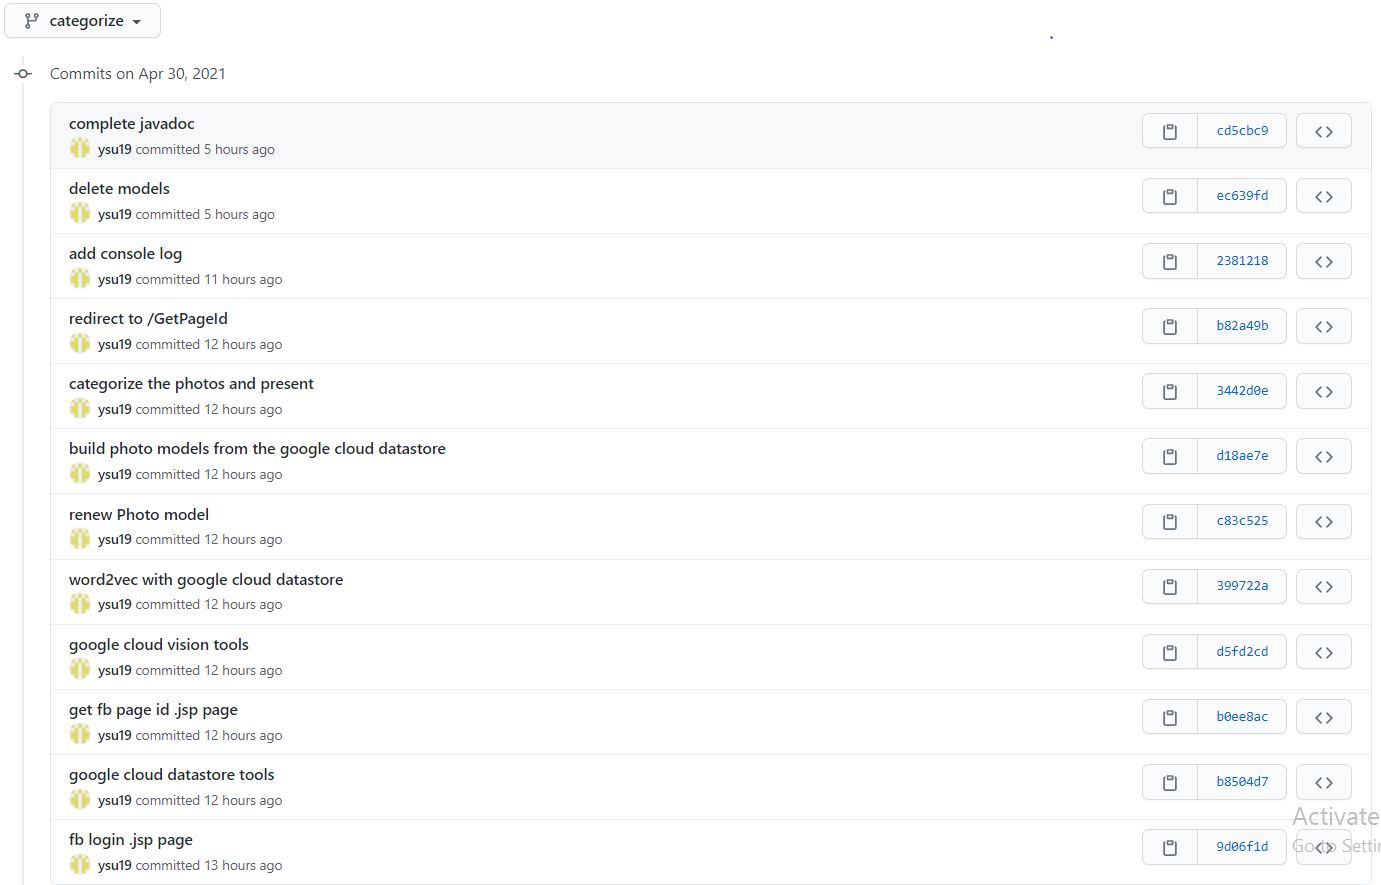 categorize
Commits on Apr 30, 2021
complete javadoc
cd5cbc9
ysu19 committed 5 hours ago
delete models
ec639fd
ysu19 committed 5 hours ago
add console log
2381218
ysu19 committed 11 hours ago
redirect to /GetPageId
b82a49b
ysu19 committed 12 hours ago
categorize the photos and present
3442d0e
ysu19 committed 12 hours ago
build photo models from the google cloud datastore
d18ae7e
ysu19 committed 12 hours ago
renew Photo model
c83c525
ysu19 committed 12 hours ago
word2vec with google cloud datastore
399722a
ysu19 committed 12 hours ago
google cloud vision tools
d5fd2cd
ysu19 committed 12 hours ago
get fb page id .jsp page
b0ee8ac
ysu19 committed 12 hours ago
google cloud datastore tools
b8504d7
ysu19 committed 12 hours ago
Activate
fb login .jsp page
9d06f1d
Go to Settin
ysu19 committed 13 hours ago